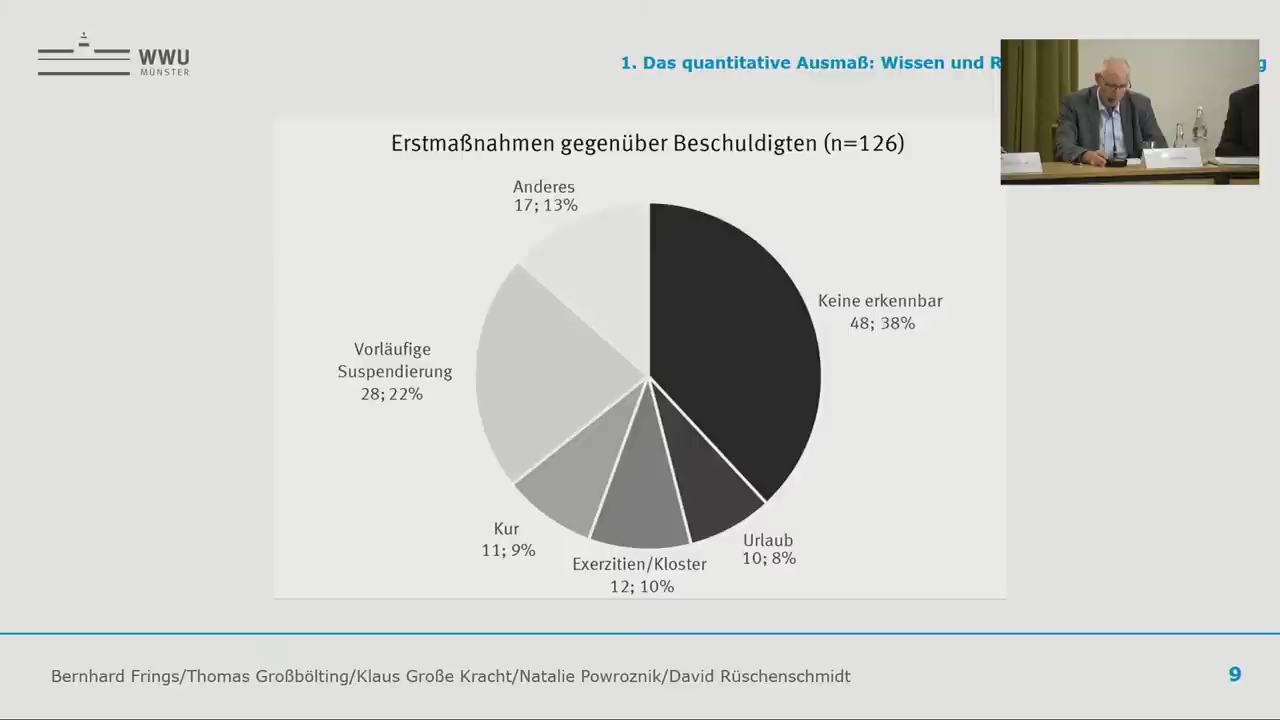 WWU
MÜNSTER
1. Das quantitative Ausmaß: Wissen und
g
Erstmaßnahmen gegenüber Beschuldigten (n=126)
Anderes
17; 13%
Keine erkennbar
48; 38%
Vorläufige
Suspendierung
28; 22%
Kur
11; 9%
Exerzitien/Kloster
12; 10%
Urlaub
10; 8%
Bernhard Frings/Thomas Großbölting/Klaus Große Kracht/Natalie Powroznik/David Rüschenschmidt
9